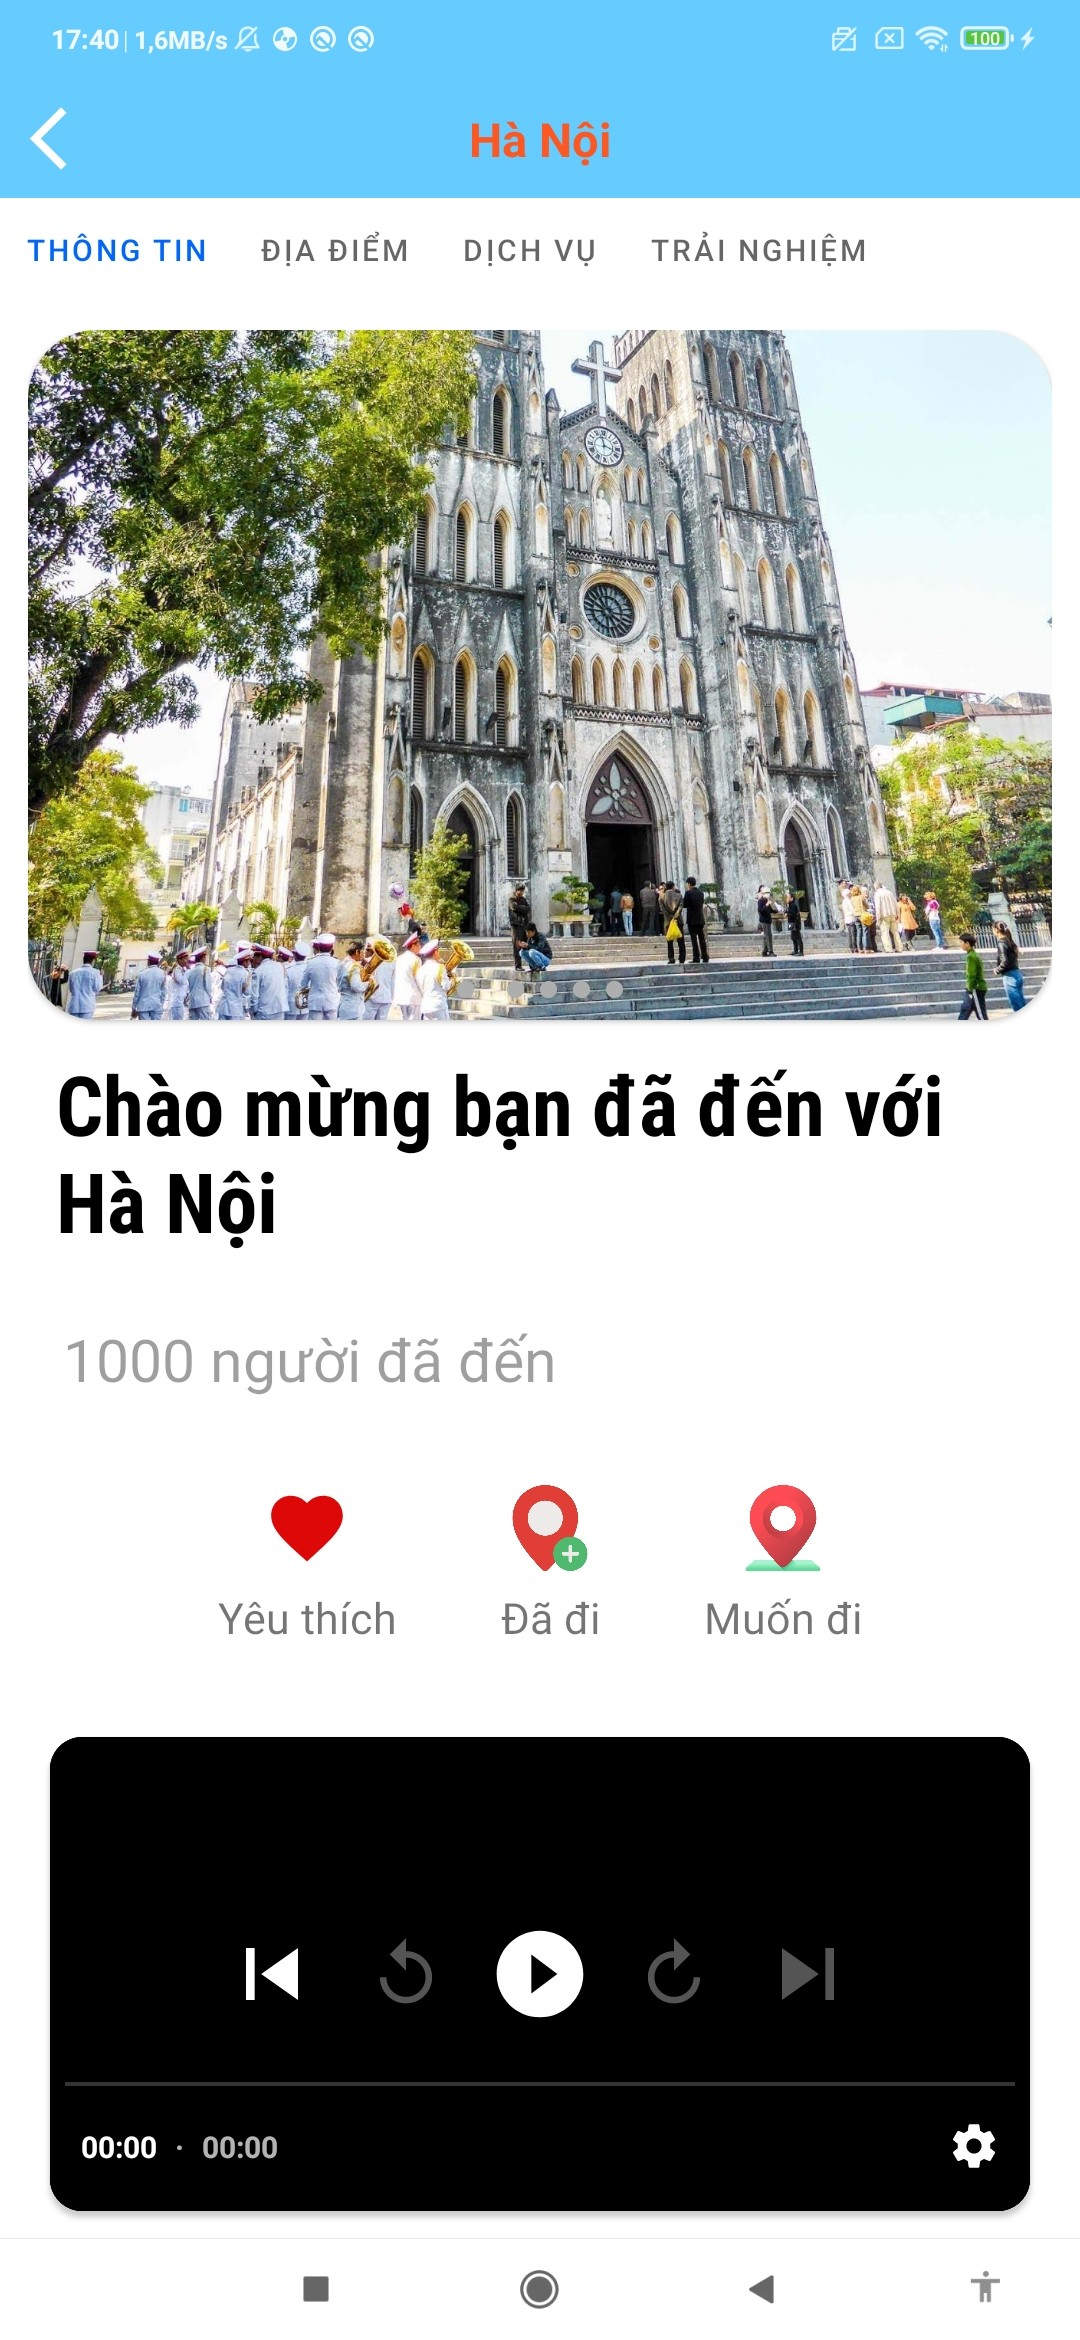 17:40 1,6MB/s 100
Hà Nội
THÔNG TIN ĐỊA ĐIỂM DỊCH VỤ TRẢI NGHIỆM
Chào mừng bạn đã đến với
Hà Nội
1000 người đã đến
Yêu thích Đã đi Muốn đi
00:00 · 00:00